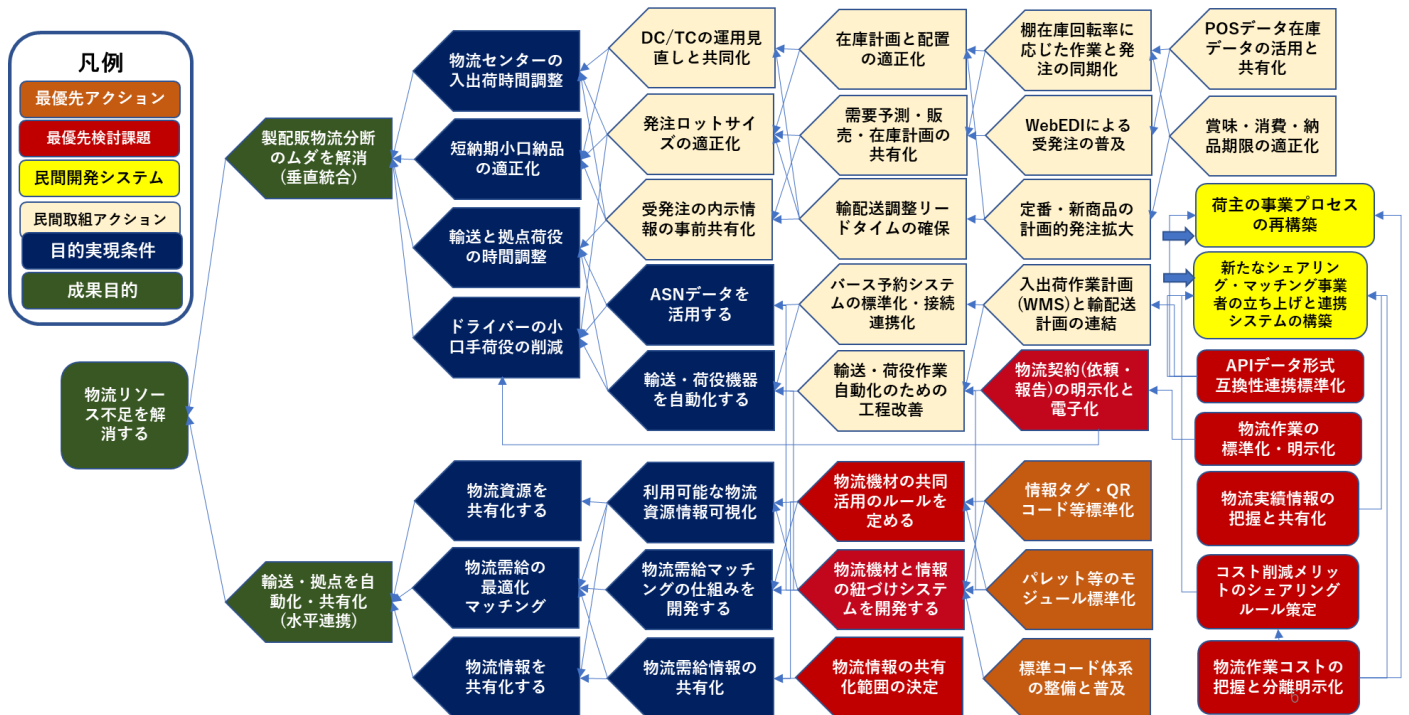 凡例
最優先アクション
最優先検討課題
民間開発システム
民間取組アクション
目的実現条件
成果目的
物流リソー
ス不足を解
消する
製配販物流分断
のムダを解消
(垂直統合)
輸送・拠点を自
動化・共有化
(水平連携)
物流センターの
入出荷時間調整
短納期小口納品
の適正化
輸送と拠点荷役
の時間調整
ドライバーの小
口手荷役の削減
物流資源を
共有化する
物流需給の
最適化
マッチング
物流情報を
共有化する
DC/TCの運用見
直しと共同化
発注ロットサイ
ズの適正化
受発注の内示情
報の事前共有化
ASNデータを
活用する
輸送・荷役機器
を自動化する
利用可能な物流
資源情報可視化
物流需給マッチ
ングの仕組みを
開発する
物流需給情報の
共有化
在庫計画と配置
の適正化
需要予測・販
売・在庫計画の
共有化
輸配送調整リー
ドタイムの確保
バース予約システ
ムの標準化・接続
連携化
輸送・荷役作業
自動化のための
工程改善
物流機材の共同
活用のルールを
定める
物流機材と情報
の紐づけシステ
ムを開発する
物流情報の共有
化範囲の決定
棚在庫回転率に
応じた作業と発
注の同期化
WebEDIによる
受発注の普及
定番・新商品の
計画的発注拡大
入出荷作業計画
(WMS)と輸配送
計画の連結
物流契約(依頼・
報告)の明示化と
電子化
情報タグ・QR
コード等標準化
パレット等のモ
ジュール標準化
標準コード体系
の整備と普及
POSデータ在庫
データの活用と
共有化
賞味・消費・納
品期限の適正化
荷主の事業プロセス
の再構築
新たなシェアリン
グ・マッチング事業
者の立ち上げと連携
システムの構築
APIデータ形式
互換性連携標準化
物流作業の
標準化・明示化
物流実績情報の
把握と共有化
コスト削減メリッ
トのシェアリング
ルール策定
物流作業コストの
把握と分離明示化
6